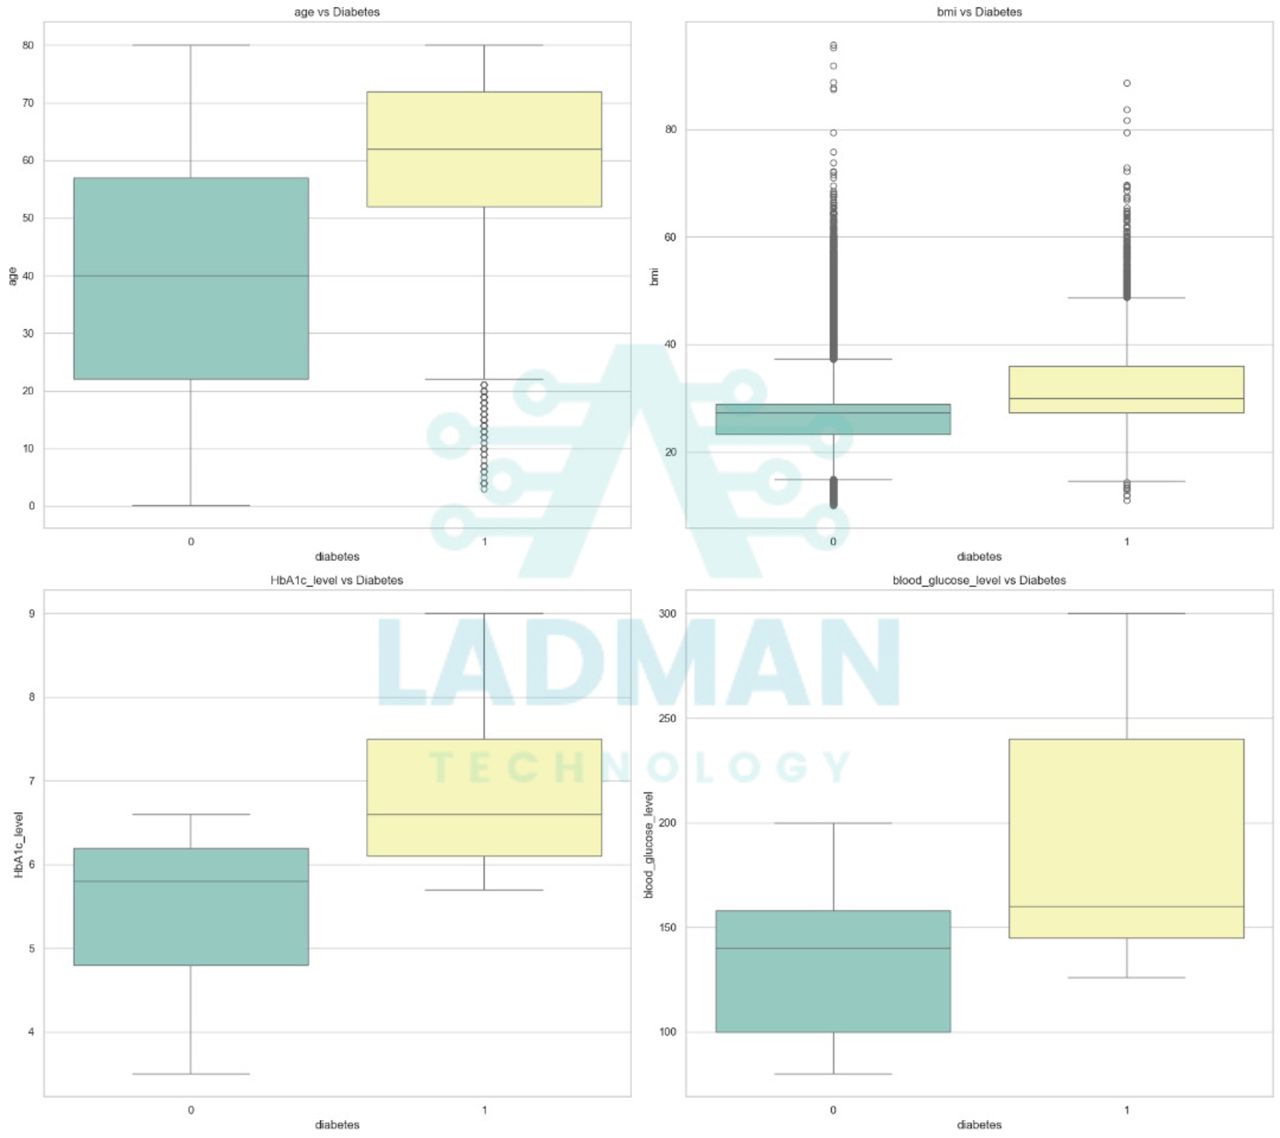 age vs Diabetes
age
80
70
60
50
40
30
20
10
0
0 1
diabetes
bmi vs Diabetes
bmi
80
60
40
20
0 1
diabetes
LADMAN
TECHNOLOGY
HbA1c_level vs Diabetes
HbA1c_level
9
8
7
6
5
4
0 1
diabetes
blood_glucose_level vs Diabetes
blood_glucose_level
300
250
200
150
100
0 1
diabetes